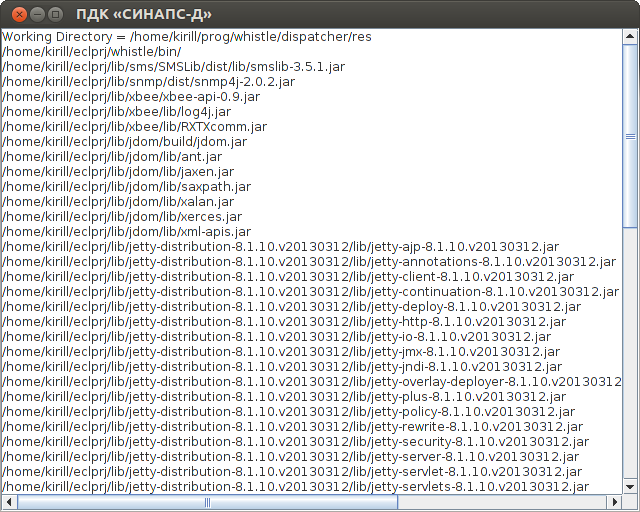 ПДК «СИНАПС-Д»
Working Directory = /home/kirill/prog/whistle/dispatcher/res
/home/kirill/eclprj/whistle/bin/
/home/kirill/eclprj/lib/sms/SMSLib/dist/lib/smslib-3.5.1.jar
/home/kirill/eclprj/lib/snmp/dist/snmp4j-2.0.2.jar
/home/kirill/eclprj/lib/xbee/xbee-api-0.9.jar
/home/kirill/eclprj/lib/xbee/lib/log4j.jar
/home/kirill/eclprj/lib/xbee/lib/RXTXcomm.jar
/home/kirill/eclprj/lib/jdom/build/jdom.jar
/home/kirill/eclprj/lib/jdom/lib/ant.jar
/home/kirill/eclprj/lib/jdom/lib/jaxen.jar
/home/kirill/eclprj/lib/jdom/lib/saxpath.jar
/home/kirill/eclprj/lib/jdom/lib/xalan.jar
/home/kirill/eclprj/lib/jdom/lib/xerces.jar
/home/kirill/eclprj/lib/jdom/lib/xml-apis.jar
/home/kirill/eclprj/lib/jetty-distribution-8.1.10.v20130312/lib/jetty-ajp-8.1.10.v20130312.jar
/home/kirill/eclprj/lib/jetty-distribution-8.1.10.v20130312/lib/jetty-annotations-8.1.10.v20130312.jar
/home/kirill/eclprj/lib/jetty-distribution-8.1.10.v20130312/lib/jetty-client-8.1.10.v20130312.jar
/home/kirill/eclprj/lib/jetty-distribution-8.1.10.v20130312/lib/jetty-continuation-8.1.10.v20130312.jar
/home/kirill/eclprj/lib/jetty-distribution-8.1.10.v20130312/lib/jetty-deploy-8.1.10.v20130312.jar
/home/kirill/eclprj/lib/jetty-distribution-8.1.10.v20130312/lib/jetty-http-8.1.10.v20130312.jar
/home/kirill/eclprj/lib/jetty-distribution-8.1.10.v20130312/lib/jetty-io-8.1.10.v20130312.jar
/home/kirill/eclprj/lib/jetty-distribution-8.1.10.v20130312/lib/jetty-jmx-8.1.10.v20130312.jar
/home/kirill/eclprj/lib/jetty-distribution-8.1.10.v20130312/lib/jetty-jndi-8.1.10.v20130312.jar
/home/kirill/eclprj/lib/jetty-distribution-8.1.10.v20130312/lib/jetty-overlay-deployer-8.1.10.v20130312
/home/kirill/eclprj/lib/jetty-distribution-8.1.10.v20130312/lib/jetty-plus-8.1.10.v20130312.jar
/home/kirill/eclprj/lib/jetty-distribution-8.1.10.v20130312/lib/jetty-policy-8.1.10.v20130312.jar
/home/kirill/eclprj/lib/jetty-distribution-8.1.10.v20130312/lib/jetty-rewrite-8.1.10.v20130312.jar
/home/kirill/eclprj/lib/jetty-distribution-8.1.10.v20130312/lib/jetty-security-8.1.10.v20130312.jar
/home/kirill/eclprj/lib/jetty-distribution-8.1.10.v20130312/lib/jetty-server-8.1.10.v20130312.jar
/home/kirill/eclprj/lib/jetty-distribution-8.1.10.v20130312/lib/jetty-servlet-8.1.10.v20130312.jar
/home/kirill/eclprj/lib/jetty-distribution-8.1.10.v20130312/lib/jetty-servlets-8.1.10.v20130312.jar